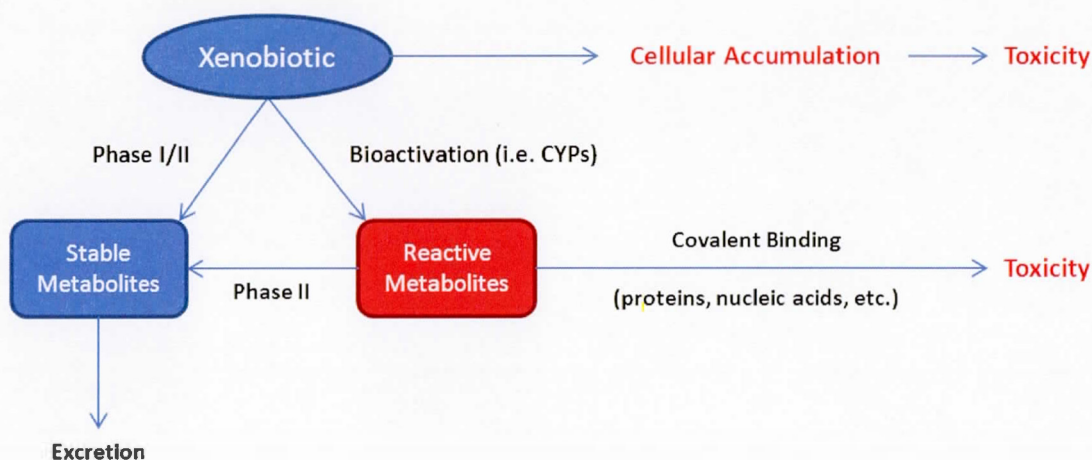 Xenobiotic
Cellular Accumulation
Toxicity
Phase I/II
Bioactivation (i.e. CYPs)
Stable
Metabolites
Phase II
Reactive
Metabolites
Covalent Binding
(proteins, nucleic acids, etc.)
Toxicity
Excretion